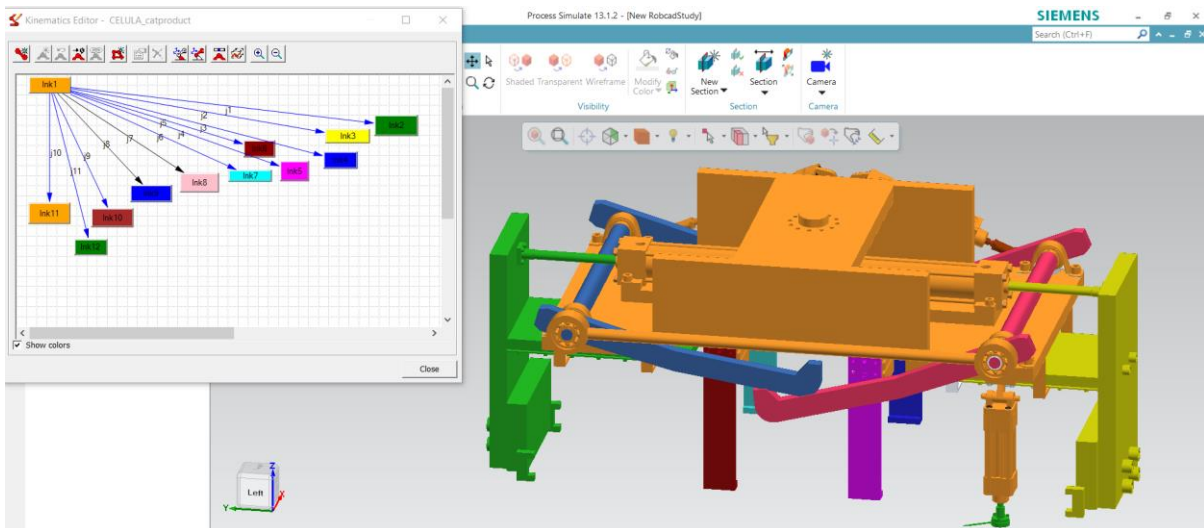 Kinematics Editor - CELULA_catproduct
Process Simulate 13.1.2 - [New RobcadStudy]
SIEMENS
Search (Ctrl+F)
Shaded Transparent Wireframe
Modify
Color
New
Section
Section
Camera
Visibility
Section
Camera
lnk1
j1
j2
j3
j4
j5
j6
j7
j8
j9
j10
j11
lnk2
lnk3
lnk5
lnk7
lnk8
lnk10
lnk11
lnk12
Show colors
Close
Left
Z
X
Y